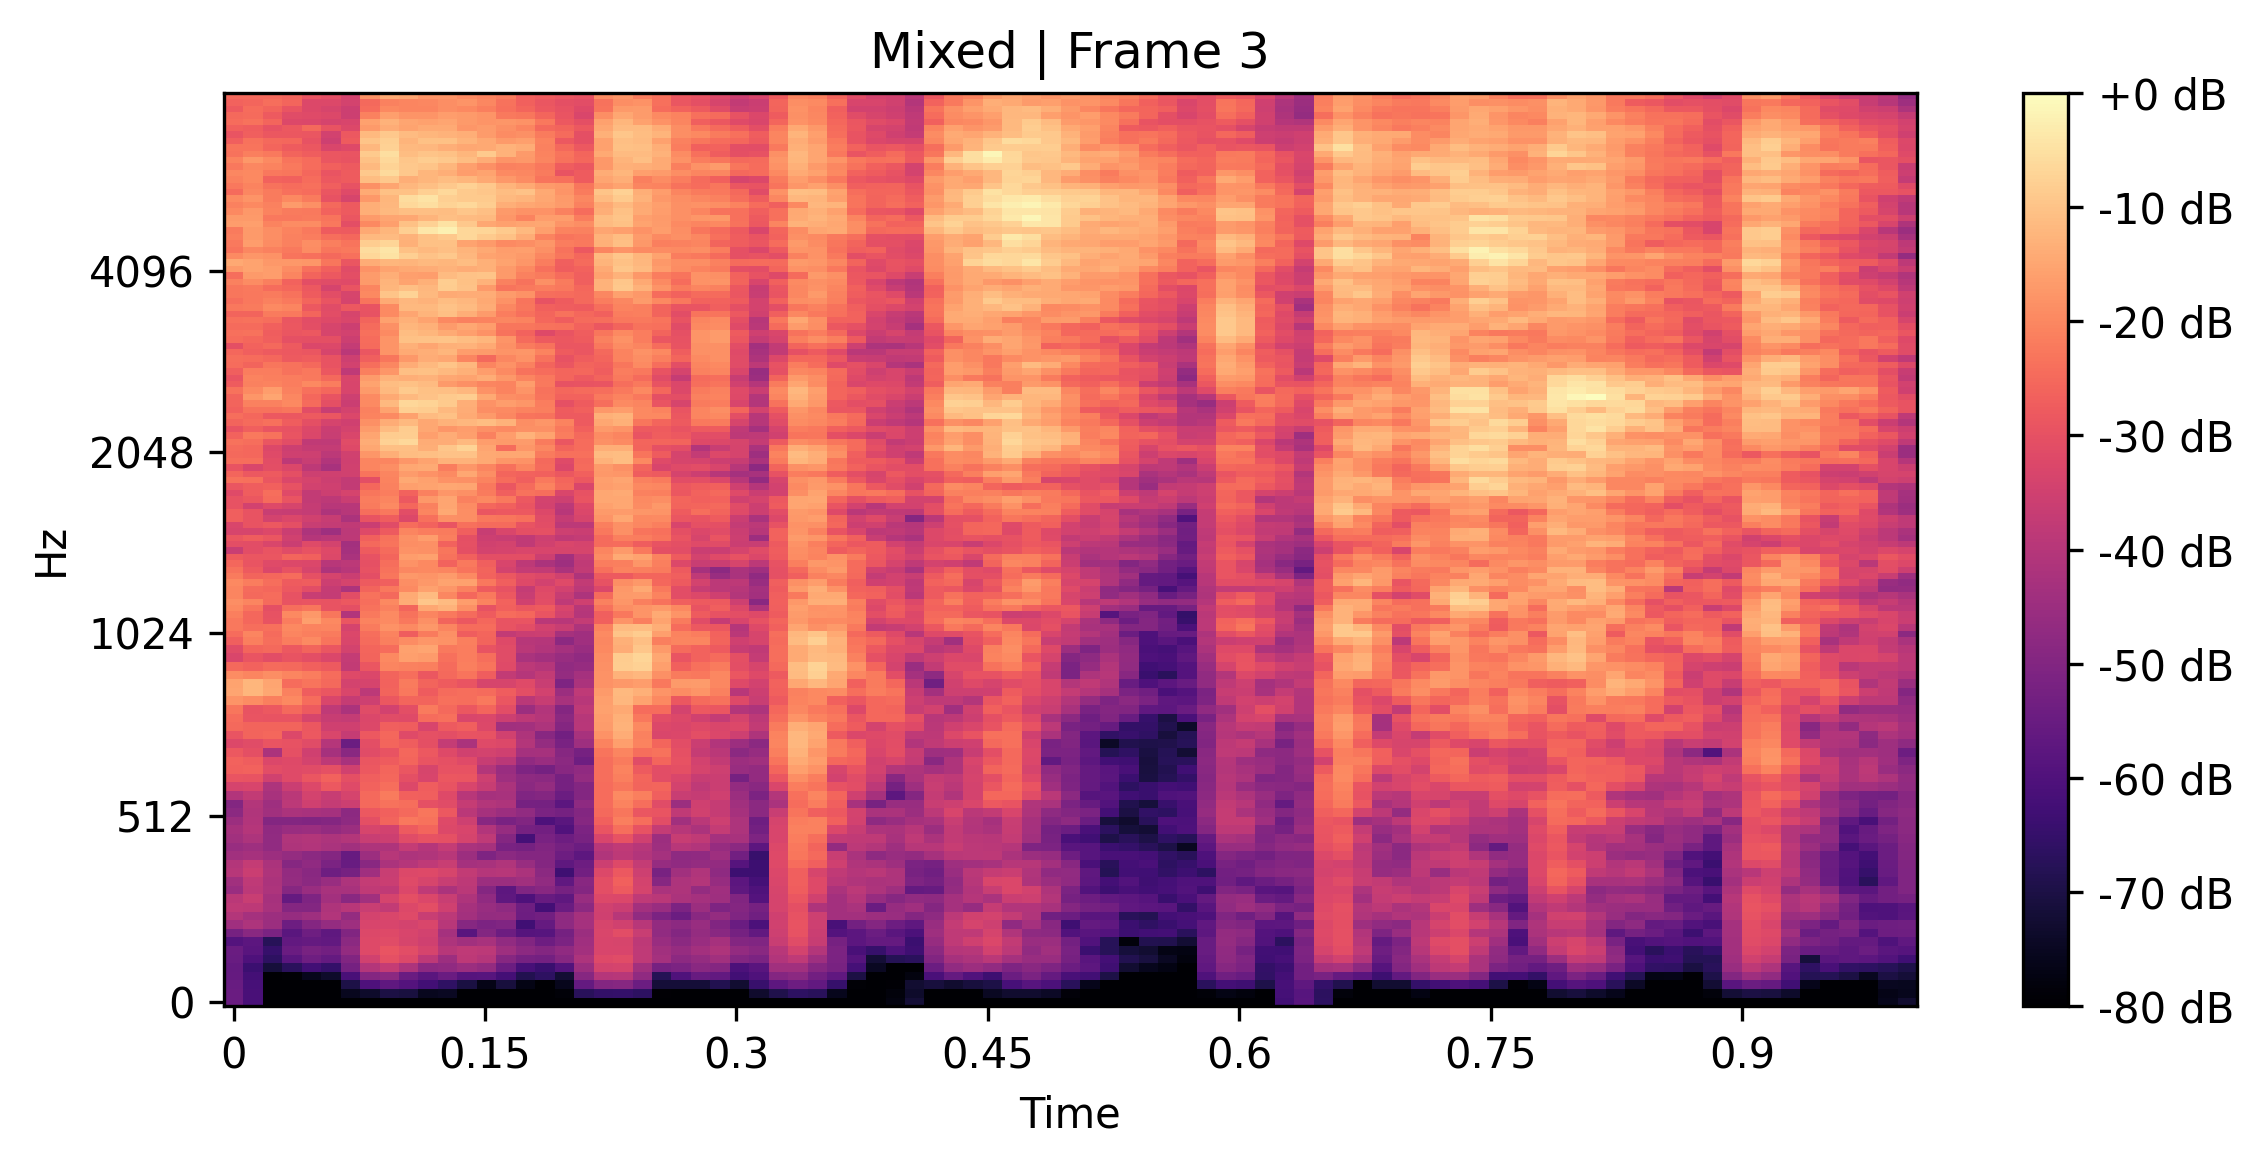 Mixed | Frame 3
+0 dB
-10 dB
-20 dB
-30 dB
-40 dB
-50 dB
-60 dB
-70 dB
-80 dB
4096
2048
1024
512
0
Hz
0 0.15 0.3 0.45 0.6 0.75 0.9
Time